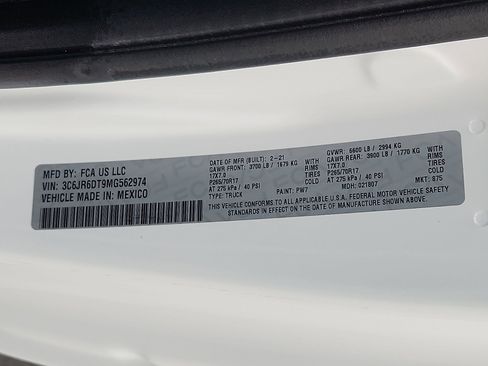 MFD BY: FCA US LLC
VIN: 3C6JR6DT9MG562974
VEHICLE MADE IN: MEXICO
DATE OF MFR (BUILT): 2-21
GVWR: 6600 LB / 2994 KG
GAWR FRONT: 3700 LB / 1679 KG
GAWR REAR: 3900 LB / 1770 KG
17X7.0 RIMS
17X7.0 RIMS
P265/70R17 TIRES
P265/70R17 TIRES
AT 275 kPa / 40 PSI COLD
AT 275 kPa / 40 PSI COLD
TYPE: TRUCK
PAINT: PW7
MDH: 021807
MKT: 875
THIS VEHICLE CONFORMS TO ALL APPLICABLE U.S.A. FEDERAL MOTOR VEHICLE SAFETY
STANDARDS IN EFFECT ON THE DATE OF MANUFACTURE SHOWN ABOVE.